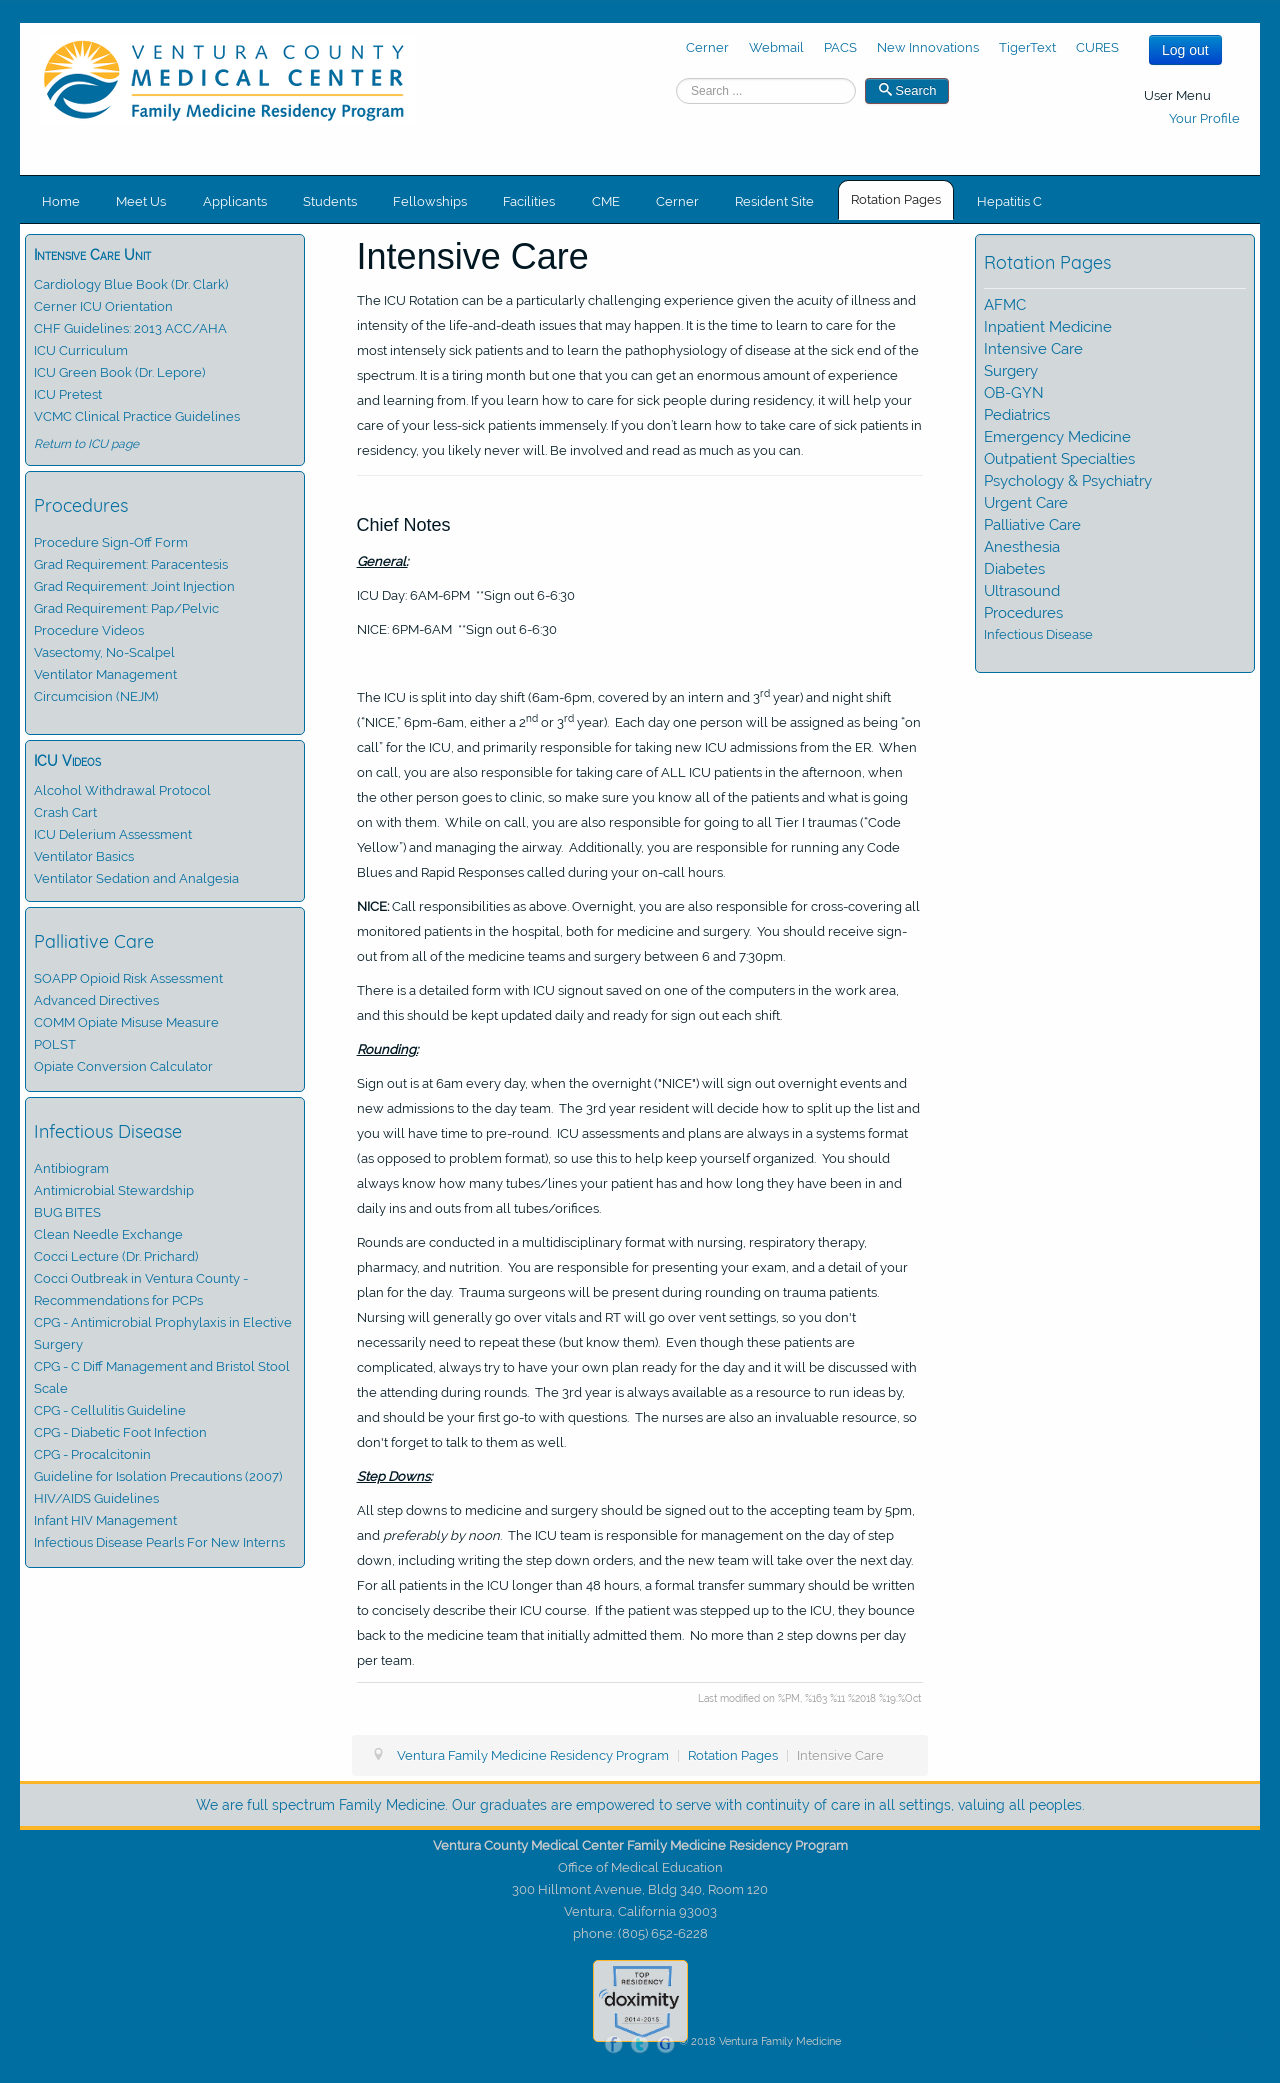 VENTURA COUNTY
MEDICAL CENTER
Family Medicine Residency Program
Cerner Webmail PACS New Innovations TigerText CURES
Log out
Search ...
Search
User Menu
Your Profile
Home Meet Us Applicants Students Fellowships Facilities CME Cerner Resident Site Rotation Pages Hepatitis C
Intensive Care Unit
Cardiology Blue Book (Dr. Clark)
Cerner ICU Orientation
CHF Guidelines: 2013 ACC/AHA
ICU Curriculum
ICU Green Book (Dr. Lepore)
ICU Pretest
VCMC Clinical Practice Guidelines
Return to ICU page
Procedures
Procedure Sign-Off Form
Grad Requirement: Paracentesis
Grad Requirement: Joint Injection
Grad Requirement: Pap/Pelvic
Procedure Videos
Vasectomy, No-Scalpel
Ventilator Management
Circumcision (NEJM)
ICU Videos
Alcohol Withdrawal Protocol
Crash Cart
ICU Delerium Assessment
Ventilator Basics
Ventilator Sedation and Analgesia
Palliative Care
SOAPP Opioid Risk Assessment
Advanced Directives
COMM Opiate Misuse Measure
POLST
Opiate Conversion Calculator
Infectious Disease
Antibiogram
Antimicrobial Stewardship
BUG BITES
Clean Needle Exchange
Cocci Lecture (Dr. Prichard)
Cocci Outbreak in Ventura County -
Recommendations for PCPs
CPG - Antimicrobial Prophylaxis in Elective
Surgery
CPG - C Diff Management and Bristol Stool
Scale
CPG - Cellulitis Guideline
CPG - Diabetic Foot Infection
CPG - Procalcitonin
Guideline for Isolation Precautions (2007)
HIV/AIDS Guidelines
Infant HIV Management
Infectious Disease Pearls For New Interns
Intensive Care
The ICU Rotation can be a particularly challenging experience given the acuity of illness and
intensity of the life-and-death issues that may happen. It is the time to learn to care for the
most intensely sick patients and to learn the pathophysiology of disease at the sick end of the
spectrum. It is a tiring month but one that you can get an enormous amount of experience
and learning from. If you learn how to care for sick people during residency, it will help your
care of your less-sick patients immensely. If you don't learn how to take care of sick patients in
residency, you likely never will. Be involved and read as much as you can.
Chief Notes
General:
ICU Day: 6AM-6PM **Sign out 6-6:30
NICE: 6PM-6AM **Sign out 6-6:30
The ICU is split into day shift (6am-6pm, covered by an intern and 3rd year) and night shift
("NICE," 6pm-6am, either a 2nd or 3rd year). Each day one person will be assigned as being "on
call" for the ICU, and primarily responsible for taking new ICU admissions from the ER. When
on call, you are also responsible for taking care of ALL ICU patients in the afternoon, when
the other person goes to clinic, so make sure you know all of the patients and what is going
on with them. While on call, you are also responsible for going to all Tier I traumas ("Code
Yellow") and managing the airway. Additionally, you are responsible for running any Code
Blues and Rapid Responses called during your on-call hours.
NICE: Call responsibilities as above. Overnight, you are also responsible for cross-covering all
monitored patients in the hospital, both for medicine and surgery. You should receive sign-
out from all of the medicine teams and surgery between 6 and 7:30pm.
There is a detailed form with ICU signout saved on one of the computers in the work area,
and this should be kept updated daily and ready for sign out each shift.
Rounding:
Sign out is at 6am every day, when the overnight ("NICE") will sign out overnight events and
new admissions to the day team. The 3rd year resident will decide how to split up the list and
you will have time to pre-round. ICU assessments and plans are always in a systems format
(as opposed to problem format), so use this to help keep yourself organized. You should
always know how many tubes/lines your patient has and how long they have been in and
daily ins and outs from all tubes/orifices.
Rounds are conducted in a multidisciplinary format with nursing, respiratory therapy,
pharmacy, and nutrition. You are responsible for presenting your exam, and a detail of your
plan for the day. Trauma surgeons will be present during rounding on trauma patients.
Nursing will generally go over vitals and RT will go over vent settings, so you don't
necessarily need to repeat these (but know them). Even though these patients are
complicated, always try to have your own plan ready for the day and it will be discussed with
the attending during rounds. The 3rd year is always available as a resource to run ideas by,
and should be your first go-to with questions. The nurses are also an invaluable resource, so
don't forget to talk to them as well.
Step Downs:
All step downs to medicine and surgery should be signed out to the accepting team by 5pm,
and preferably by noon. The ICU team is responsible for management on the day of step
down, including writing the step down orders, and the new team will take over the next day.
For all patients in the ICU longer than 48 hours, a formal transfer summary should be written
to concisely describe their ICU course. If the patient was stepped up to the ICU, they bounce
back to the medicine team that initially admitted them. No more than 2 step downs per day
per team.
Last modified on %PM, %163 %11 %2018 %19:%Oct
Ventura Family Medicine Residency Program | Rotation Pages | Intensive Care
Rotation Pages
AFMC
Inpatient Medicine
Intensive Care
Surgery
OB-GYN
Pediatrics
Emergency Medicine
Outpatient Specialties
Psychology & Psychiatry
Urgent Care
Palliative Care
Anesthesia
Diabetes
Ultrasound
Procedures
Infectious Disease
We are full spectrum Family Medicine. Our graduates are empowered to serve with continuity of care in all settings, valuing all peoples.
Ventura County Medical Center Family Medicine Residency Program
Office of Medical Education
300 Hillmont Avenue, Bldg 340, Room 120
Ventura, California 93003
phone: (805) 652-6228
TOP
RESIDENCY
doximity
2014-2015
f t G © 2018 Ventura Family Medicine